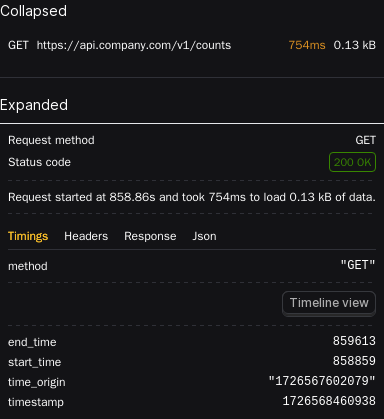 Collapsed
GET https://api.company.com/v1/counts 754ms 0.13 kB
Expanded
Request method GET
Status code 200 OK
Request started at 858.86s and took 754ms to load 0.13 kB of data.
Timings Headers Response Json
method "GET"
Timeline view
end_time 859613
start_time 858859
time_origin "1726567602079"
timestamp 1726568460938